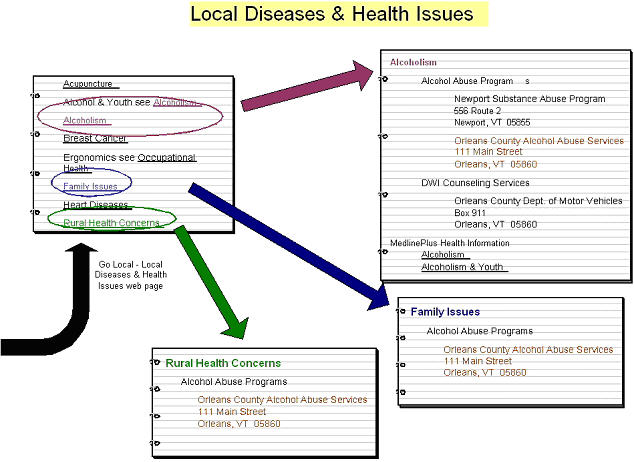 Local Diseases & Health Issues
Acupuncture
Alcohol & Youth see Alcoholism
Alcoholism
Breast Cancer
Ergonomics see Occupational
Health
Family Issues
Heart Diseases
Rural Health Concerns
Go Local - Local
Diseases & Health
Issues web page
Alcoholism
Alcohol Abuse Program s
Newport Substance Abuse Program
556 Route 2
Newport, VT 05855
Orleans County Alcohol Abuse Services
111 Main Street
Orleans, VT 05860
DWI Counseling Services
Orleans County Dept. of Motor Vehicles
Box 911
Orleans, VT 05860
MedlinePlus Health Information
Alcoholism
Alcoholism & Youth
Family Issues
Alcohol Abuse Programs
Orleans County Alcohol Abuse Services
111 Main Street
Orleans, VT 05860
Rural Health Concerns
Alcohol Abuse Programs
Orleans County Alcohol Abuse Services
111 Main Street
Orleans, VT 05860